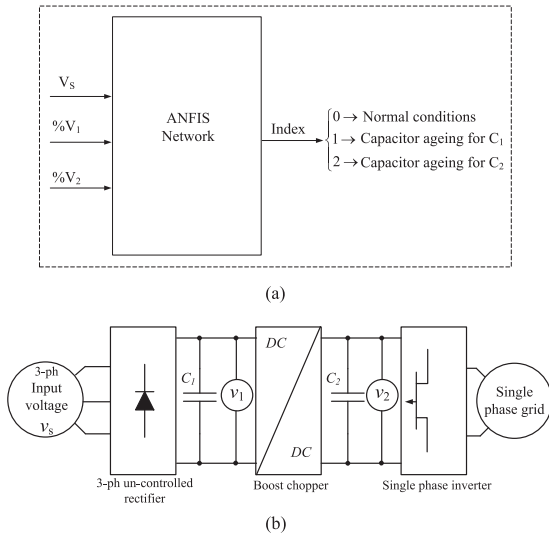 V_S
%V_1
%V_2
ANFIS
Network
Index
0 → Normal conditions
1 → Capacitor ageing for C_1
2 → Capacitor ageing for C_2
(a)
3-ph
Input
voltage
v_s
C_1
v_1
DC
DC
C_2
v_2
Single
phase grid
3-ph un-controlled
rectifier
Boost chopper
Single phase inverter
(b)